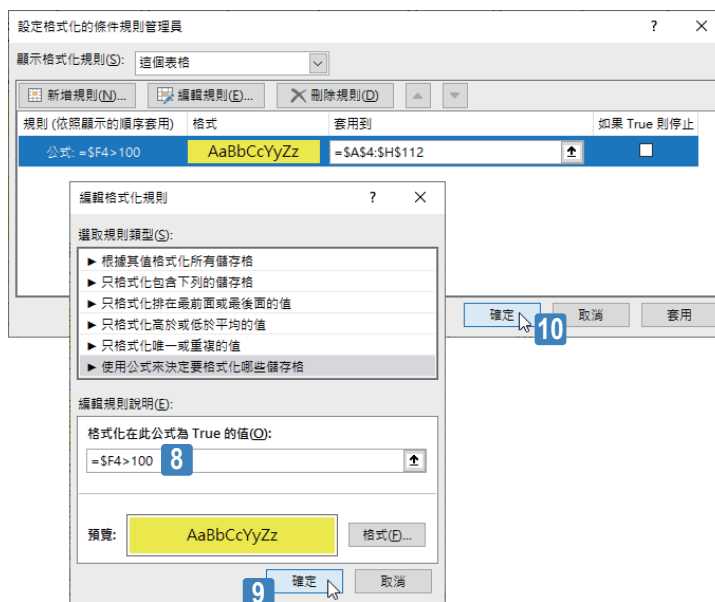 設定格式化的條件規則管理員 ? ×
顯示格式化規則(S): 這個表格
新增規則(N)... 編輯規則(E)... 刪除規則(D)
規則 (依照顯示的順序套用) 格式 套用到 如果 True 則停止
公式: =$F4>100 AaBbCcYyZz =$A$4:$H$112
編輯格式化規則 ? ×
選取規則類型(S):
► 根據其值格式化所有儲存格
► 只格式化包含下列的儲存格
► 只格式化排在最前面或最後面的值
► 只格式化高於或低於平均的值
► 只格式化唯一或重複的值
► 使用公式來決定要格式化哪些儲存格
編輯規則說明(E):
格式化在此公式為 True 的值(O):
=$F4>100 8
預覽: AaBbCcYyZz 格式(F)...
9 確定 取消
確定 10 取消 套用